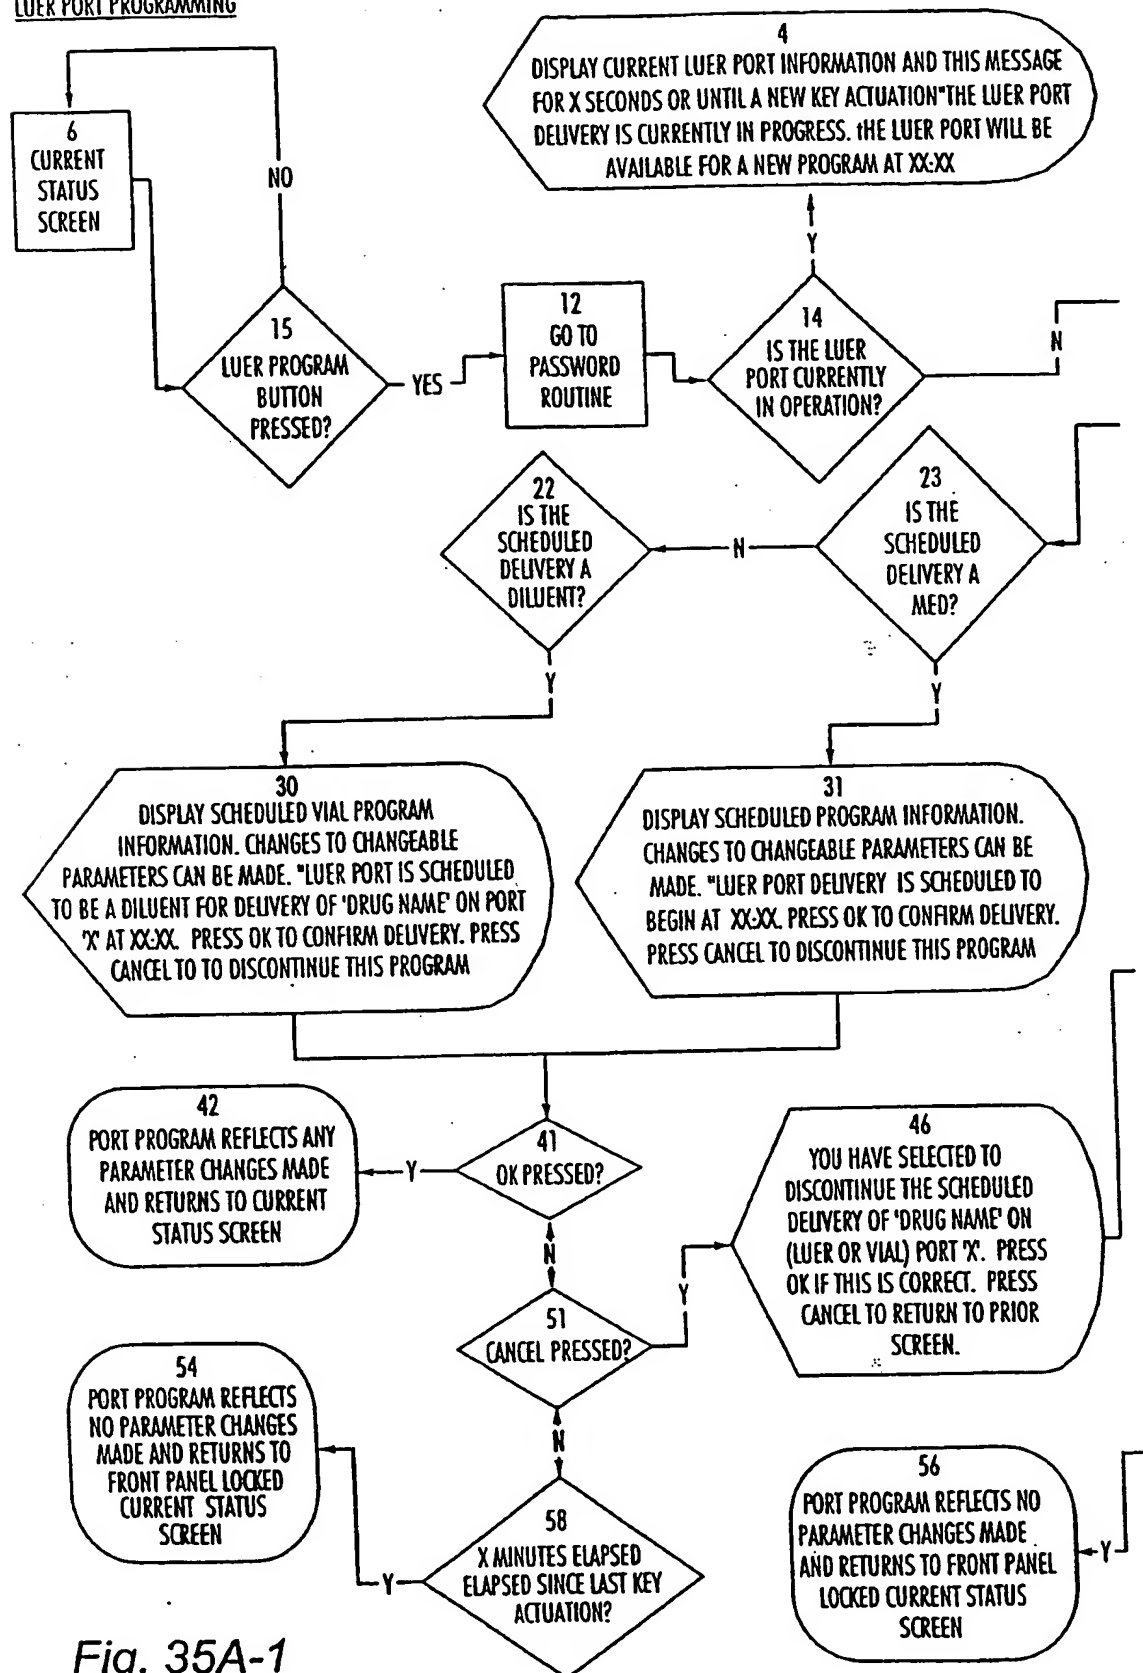 LUER PORT PROGRAMMING
4
DISPLAY CURRENT LUER PORT INFORMATION AND THIS MESSAGE
FOR X SECONDS OR UNTIL A NEW KEY ACTUATION"THE LUER PORT
DELIVERY IS CURRENTLY IN PROGRESS. tHE LUER PORT WILL BE
AVAILABLE FOR A NEW PROGRAM AT XX:XX
6
CURRENT
STATUS
SCREEN
NO
Y
15
LUER PROGRAM
BUTTON
PRESSED?
YES
12
GO TO
PASSWORD
ROUTINE
14
IS THE LUER
PORT CURRENTLY
IN OPERATION?
N
22
IS THE
SCHEDULED
DELIVERY A
DILUENT?
N
23
IS THE
SCHEDULED
DELIVERY A
MED?
Y
Y
30
DISPLAY SCHEDULED VIAL PROGRAM
INFORMATION. CHANGES TO CHANGEABLE
PARAMETERS CAN BE MADE. "LUER PORT IS SCHEDULED
TO BE A DILUENT FOR DELIVERY OF 'DRUG NAME' ON PORT
'X' AT XX:XX. PRESS OK TO CONFIRM DELIVERY. PRESS
CANCEL TO TO DISCONTINUE THIS PROGRAM
31
DISPLAY SCHEDULED PROGRAM INFORMATION.
CHANGES TO CHANGEABLE PARAMETERS CAN BE
MADE. "LUER PORT DELIVERY IS SCHEDULED TO
BEGIN AT XX:XX. PRESS OK TO CONFIRM DELIVERY.
PRESS CANCEL TO DISCONTINUE THIS PROGRAM
42
PORT PROGRAM REFLECTS ANY
PARAMETER CHANGES MADE
AND RETURNS TO CURRENT
STATUS SCREEN
Y
41
OK PRESSED?
46
YOU HAVE SELECTED TO
DISCONTINUE THE SCHEDULED
DELIVERY OF 'DRUG NAME' ON
(LUER OR VIAL) PORT 'X'. PRESS
OK IF THIS IS CORRECT. PRESS
CANCEL TO RETURN TO PRIOR
SCREEN.
N
Y
51
CANCEL PRESSED?
54
PORT PROGRAM REFLECTS
NO PARAMETER CHANGES
MADE AND RETURNS TO
FRONT PANEL LOCKED
CURRENT STATUS
SCREEN
N
58
X MINUTES ELAPSED
ELAPSED SINCE LAST KEY
ACTUATION?
Y
56
PORT PROGRAM REFLECTS NO
PARAMETER CHANGES MADE
AND RETURNS TO FRONT PANEL
LOCKED CURRENT STATUS
SCREEN
Y
Fig. 35A-1